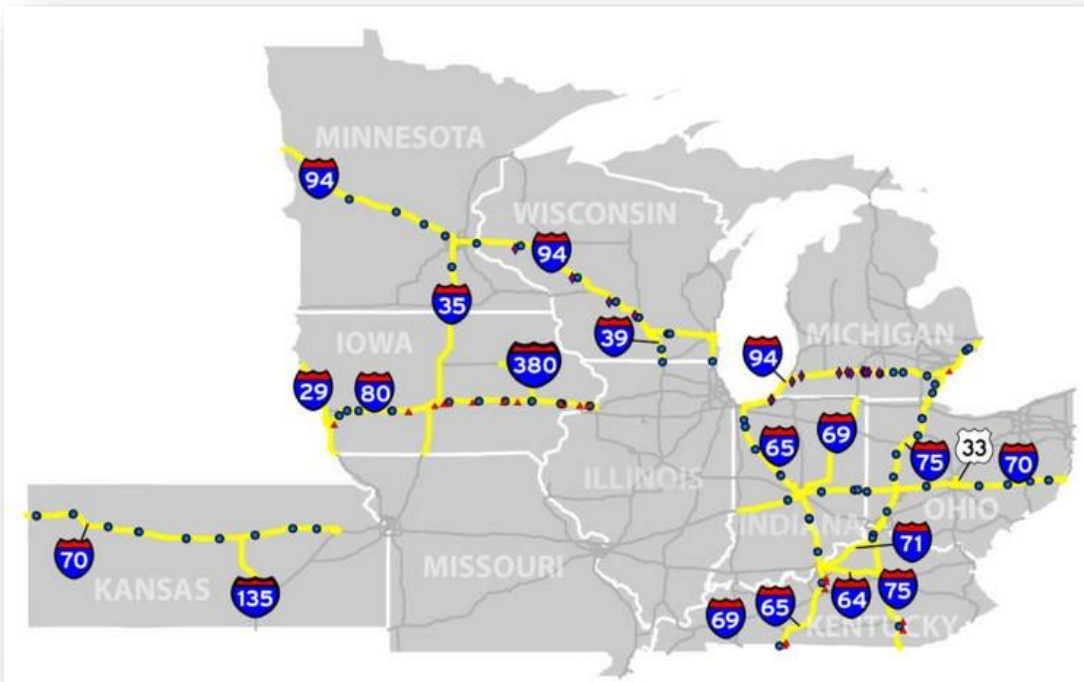 MINNESOTA
94
WISCONSIN
94
35
IOWA
39
MICHIGAN
380
94
29
80
65
69
75
33
70
ILLINOIS
INDIANA
OHIO
70
KANSAS
135
MISSOURI
71
64
75
69
65
KENTUCKY